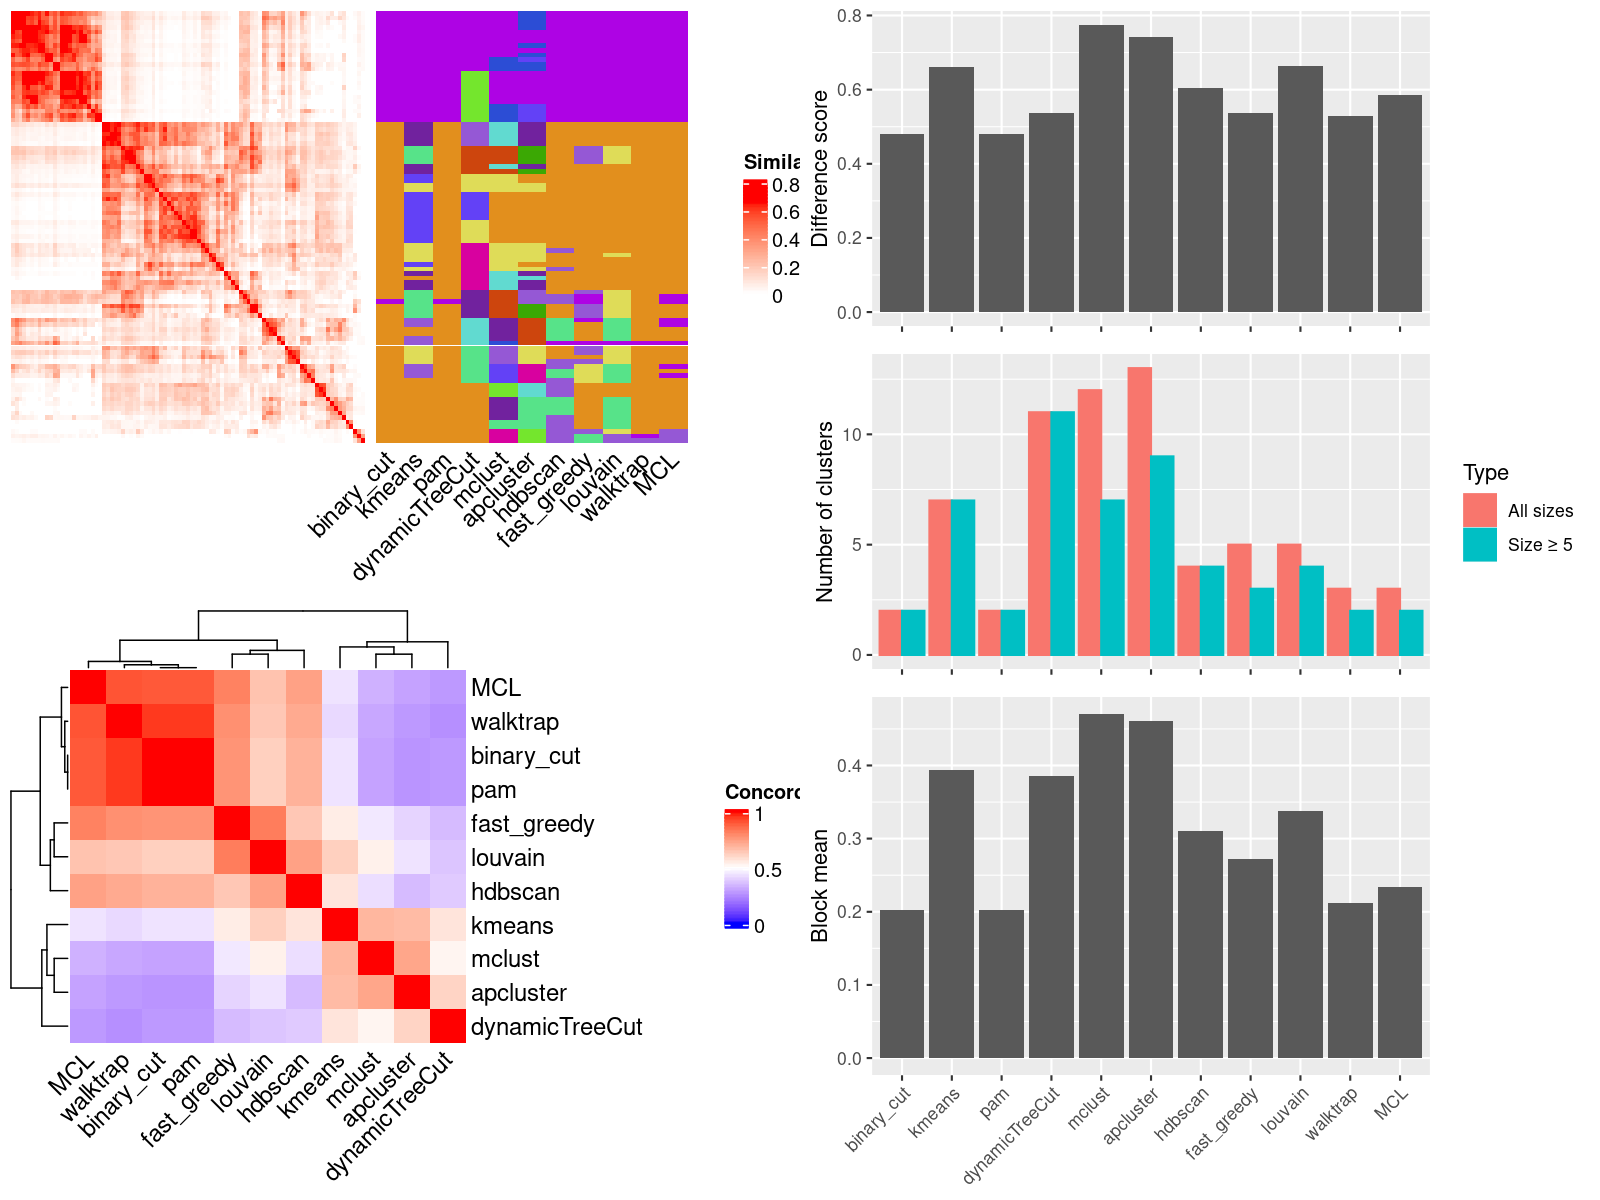 Simila
0.8
0.6
0.4
0.2
0
binary_cut
kmeans
pam
dynamicTreeCut
mclust
apcluster
hdbscan
fast_greedy
louvain
walktrap
MCL
MCL
walktrap
binary_cut
pam
fast_greedy
louvain
hdbscan
kmeans
mclust
apcluster
dynamicTreeCut
MCL
walktrap
binary_cut
pam
fast_greedy
louvain
hdbscan
kmeans
mclust
apcluster
dynamicTreeCut
Concord
1
0.5
0
Difference score
0.8
0.6
0.4
0.2
0.0
Number of clusters
10
5
0
Type
All sizes
Size ≥ 5
Block mean
0.4
0.3
0.2
0.1
0.0
binary_cut
kmeans
pam
dynamicTreeCut
mclust
apcluster
hdbscan
fast_greedy
louvain
walktrap
MCL